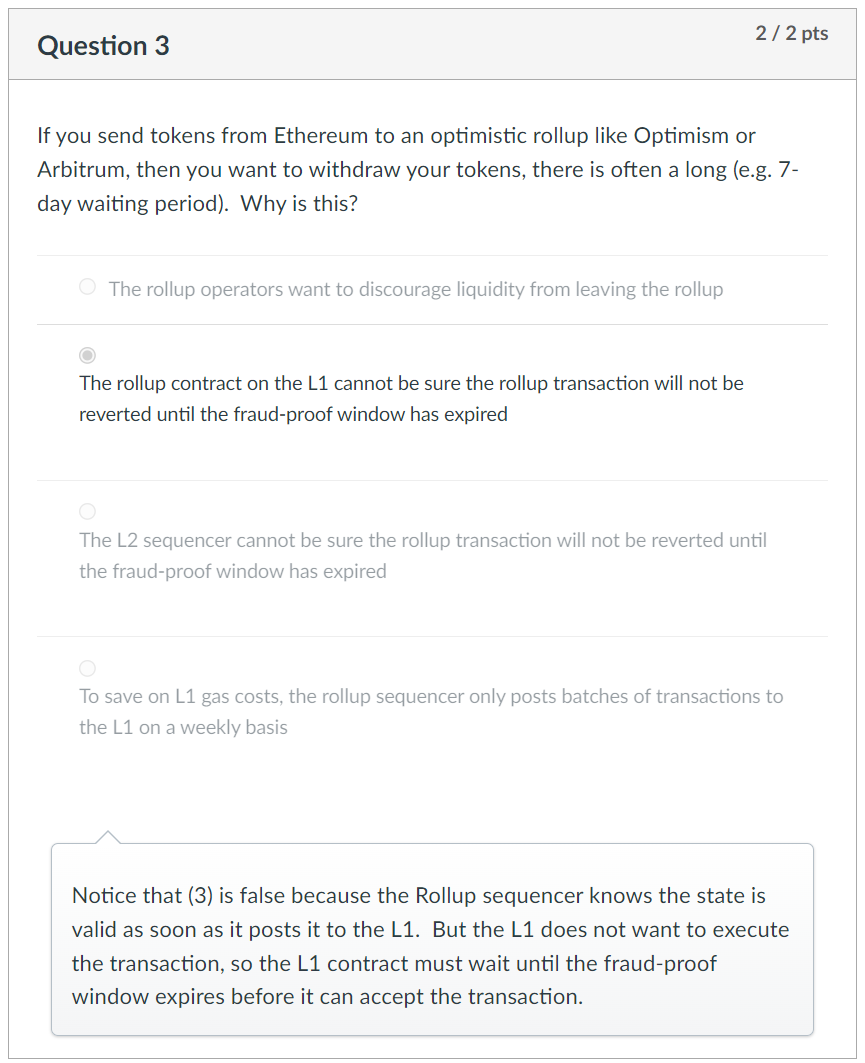 Question 3
2 / 2 pts
If you send tokens from Ethereum to an optimistic rollup like Optimism or
Arbitrum, then you want to withdraw your tokens, there is often a long (e.g. 7-
day waiting period).  Why is this?
The rollup operators want to discourage liquidity from leaving the rollup
The rollup contract on the L1 cannot be sure the rollup transaction will not be
reverted until the fraud-proof window has expired
The L2 sequencer cannot be sure the rollup transaction will not be reverted until
the fraud-proof window has expired
To save on L1 gas costs, the rollup sequencer only posts batches of transactions to
the L1 on a weekly basis
Notice that (3) is false because the Rollup sequencer knows the state is
valid as soon as it posts it to the L1.  But the L1 does not want to execute
the transaction, so the L1 contract must wait until the fraud-proof
window expires before it can accept the transaction.